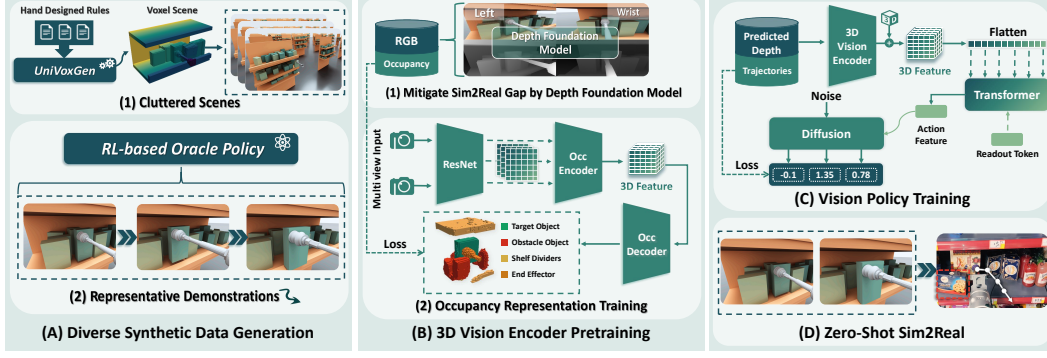 Hand Designed Rules
UniVoxGen
Voxel Scene
(1) Cluttered Scenes
RL-based Oracle Policy
(2) Representative Demonstrations
(A) Diverse Synthetic Data Generation
RGB
Occupancy
Left
Wrist
Depth Foundation
Model
(1) Mitigate Sim2Real Gap by Depth Foundation Model
Multi view Input
ResNet
Occ
Encoder
3D Feature
Occ
Decoder
Loss
Target Object
Obstacle Object
Shelf Dividers
End Effector
(2) Occupancy Representation Training
(B) 3D Vision Encoder Pretraining
Predicted
Depth
Trajectories
3D
Vision
Encoder
3D
3D Feature
Flatten
Transformer
Noise
Diffusion
Action
Feature
Readout Token
Loss
-0.1
1.35
0.78
(C) Vision Policy Training
(D) Zero-Shot Sim2Real